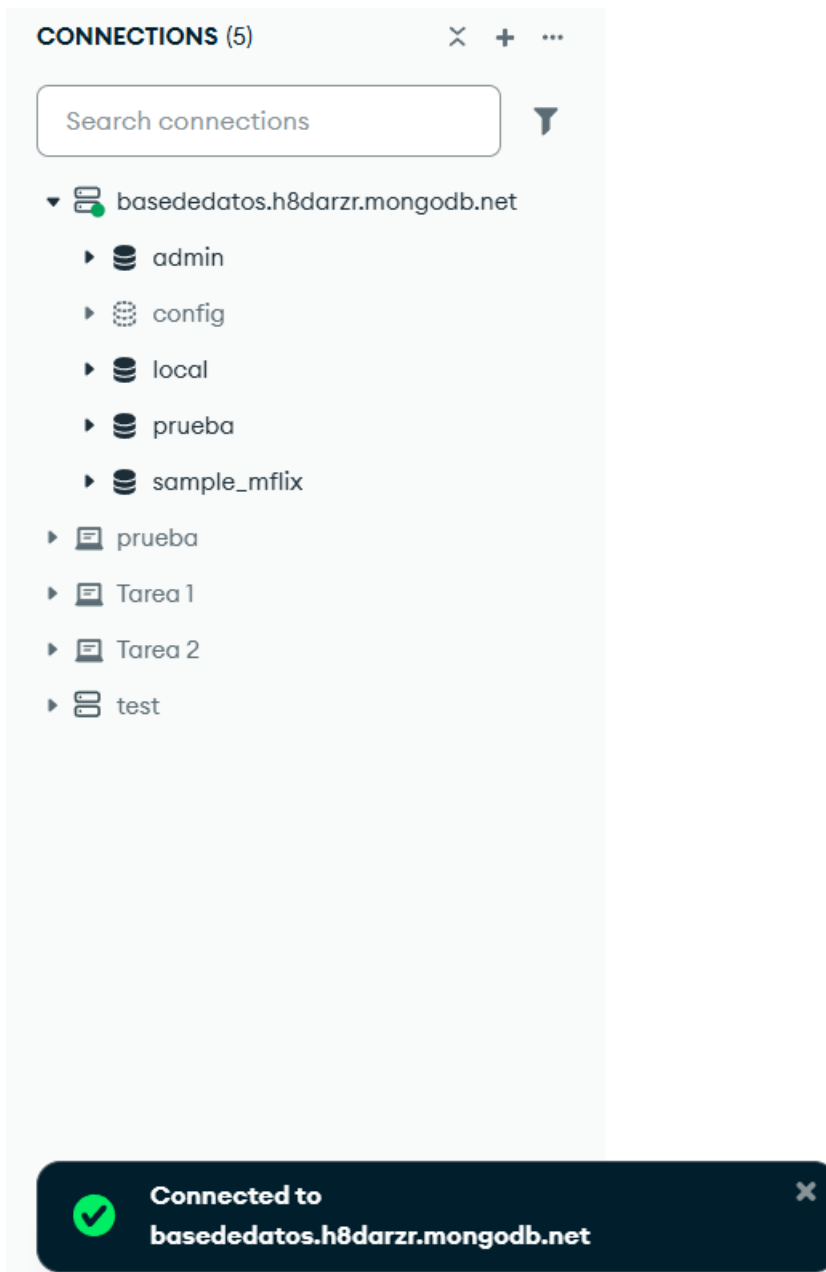 CONNECTIONS (5)
Search connections
basededatos.h8darzr.mongodb.net
admin
config
local
prueba
sample_mflix
prueba
Tarea 1
Tarea 2
test
Connected to
basededatos.h8darzr.mongodb.net